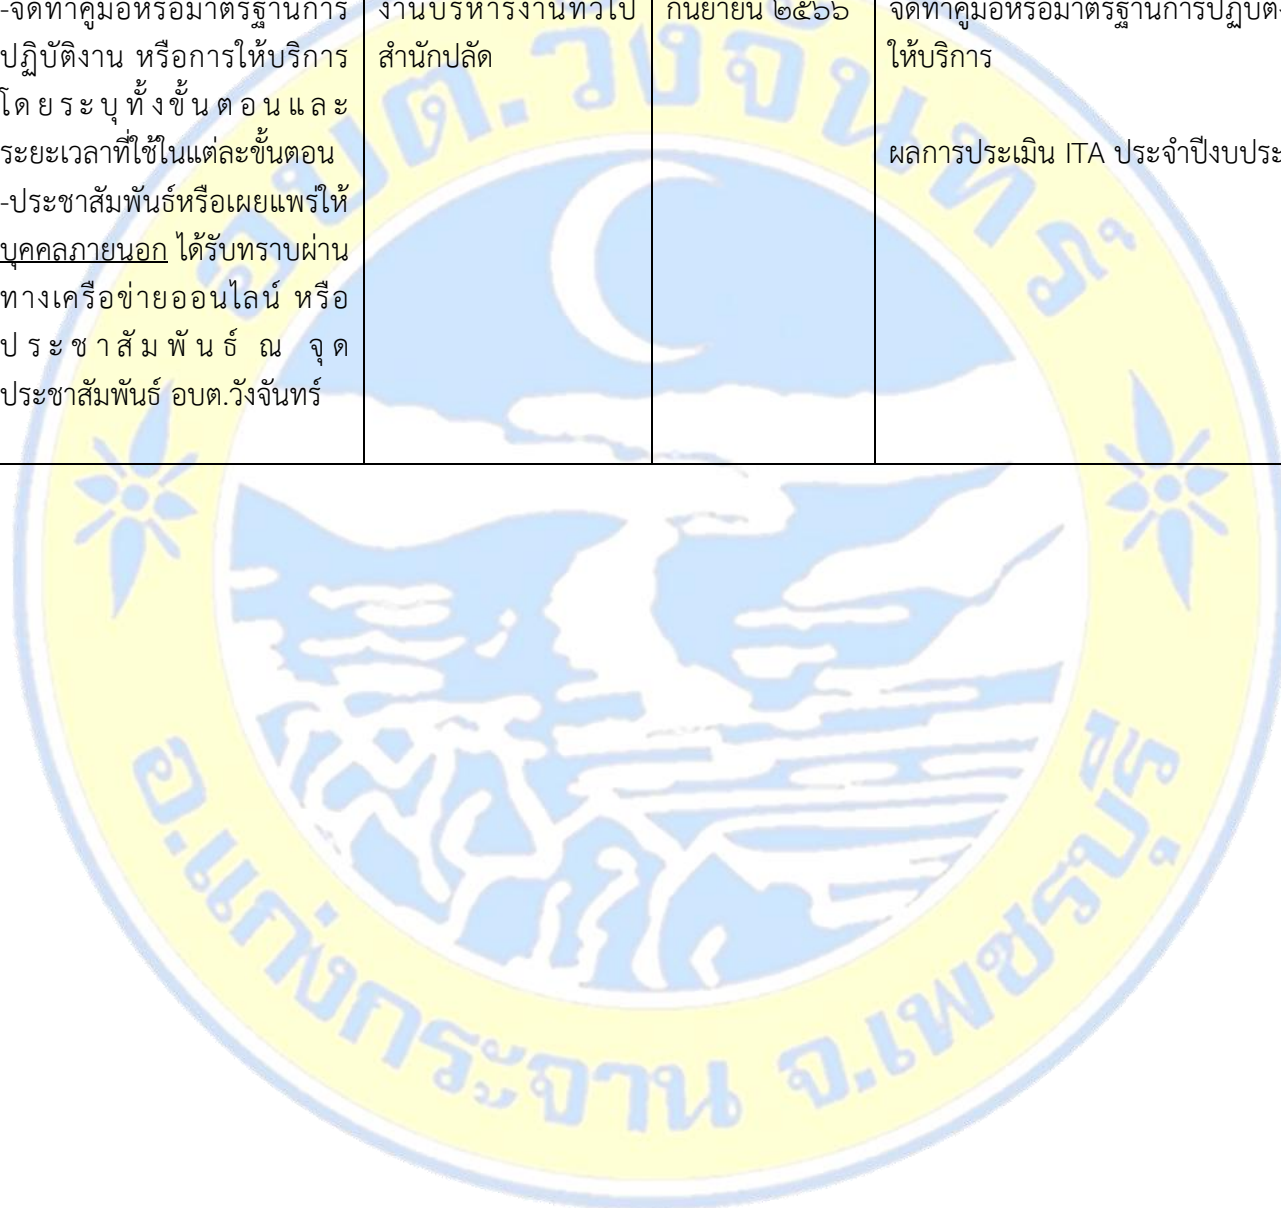 -จัดทำคู่มือหรือมาตรฐานการ
ปฏิบัติงาน หรือการให้บริการ
โดยระบุทั้งขั้นตอนและ
ระยะเวลาที่ใช้ในแต่ละขั้นตอน
-ประชาสัมพันธ์หรือเผยแพร่ให้
บุคคลภายนอก ได้รับทราบผ่าน
ทางเครือข่ายออนไลน์ หรือ
ประชาสัมพันธ์ ณ จุด
ประชาสัมพันธ์ อบต.วังจันทร์
งานบริหารงานทั่วไป
สำนักปลัด
กันยายน ๒๕๖๖
จัดทำคู่มือหรือมาตรฐานการปฏิบัติ
ให้บริการ
ผลการประเมิน ITA ประจำปีงบประ
อบต.วังจันทร์
อ.แก่งกระจาน จ.เพชรบุรี